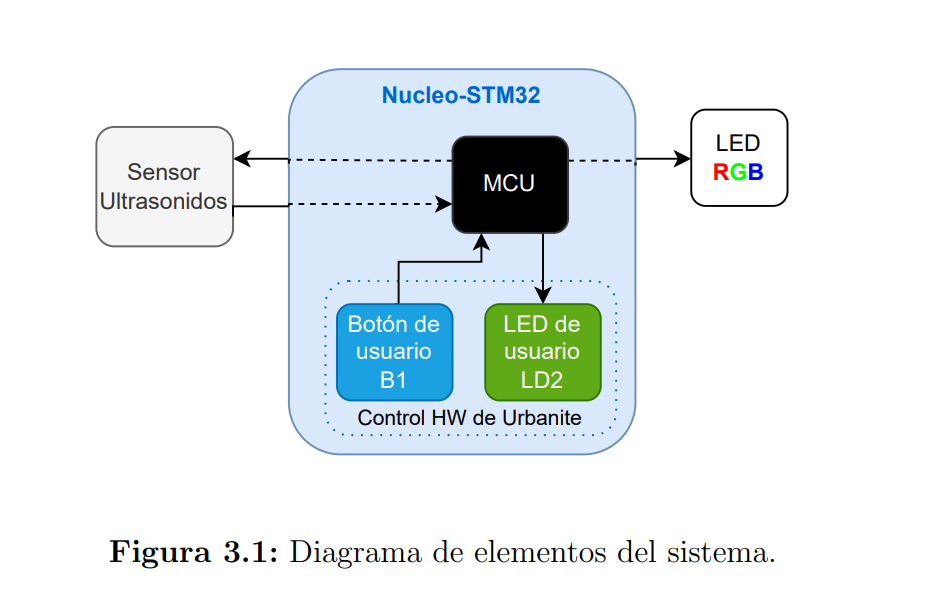 Nucleo-STM32
Sensor
Ultrasonidos
MCU
LED
RGB
Botón de
usuario
B1
LED de
usuario
LD2
Control HW de Urbanite
Figura 3.1: Diagrama de elementos del sistema.